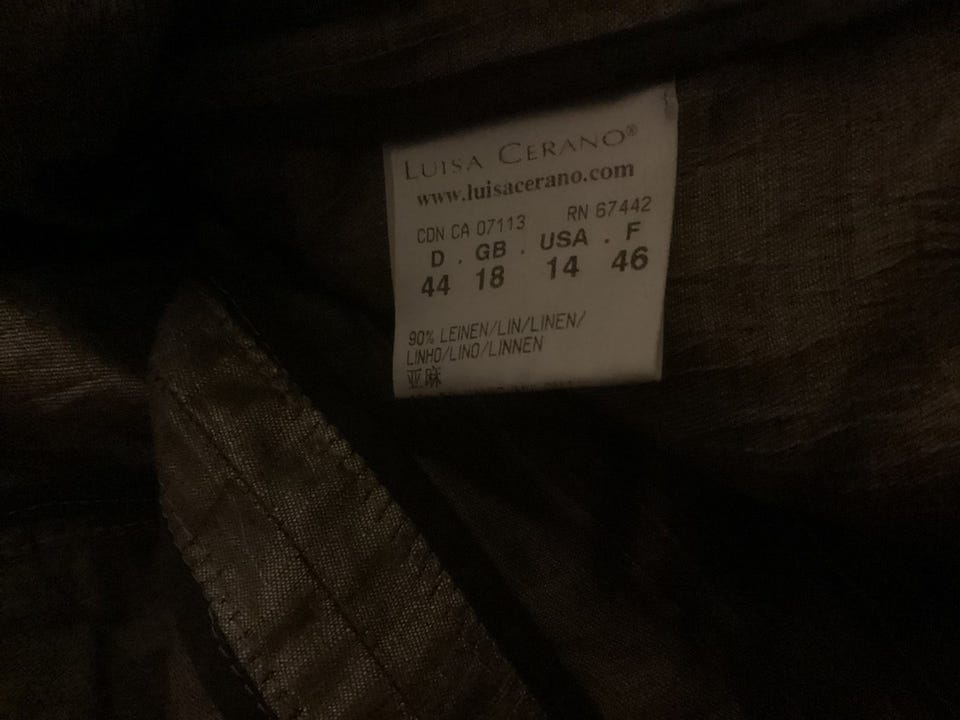 LUISA CERANO®
www.luisacerano.com
CDN CA 07113 RN 67442
D . GB . USA . F
44 18 14 46
90% LEINEN/LIN/LINEN/
LINHO/LINO/LINNEN
亚麻